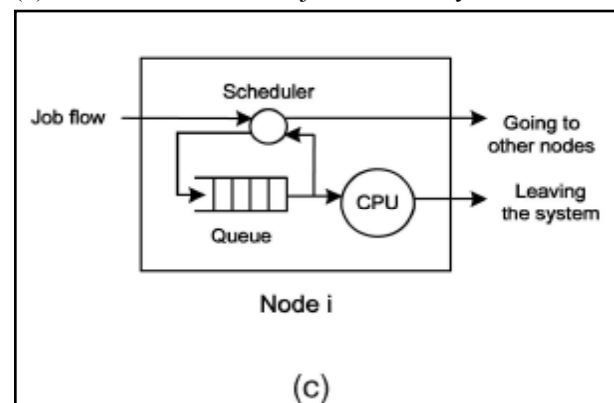 Scheduler
Job flow
Going to
other nodes
CPU
Leaving
the system
Queue
Node i
(c)